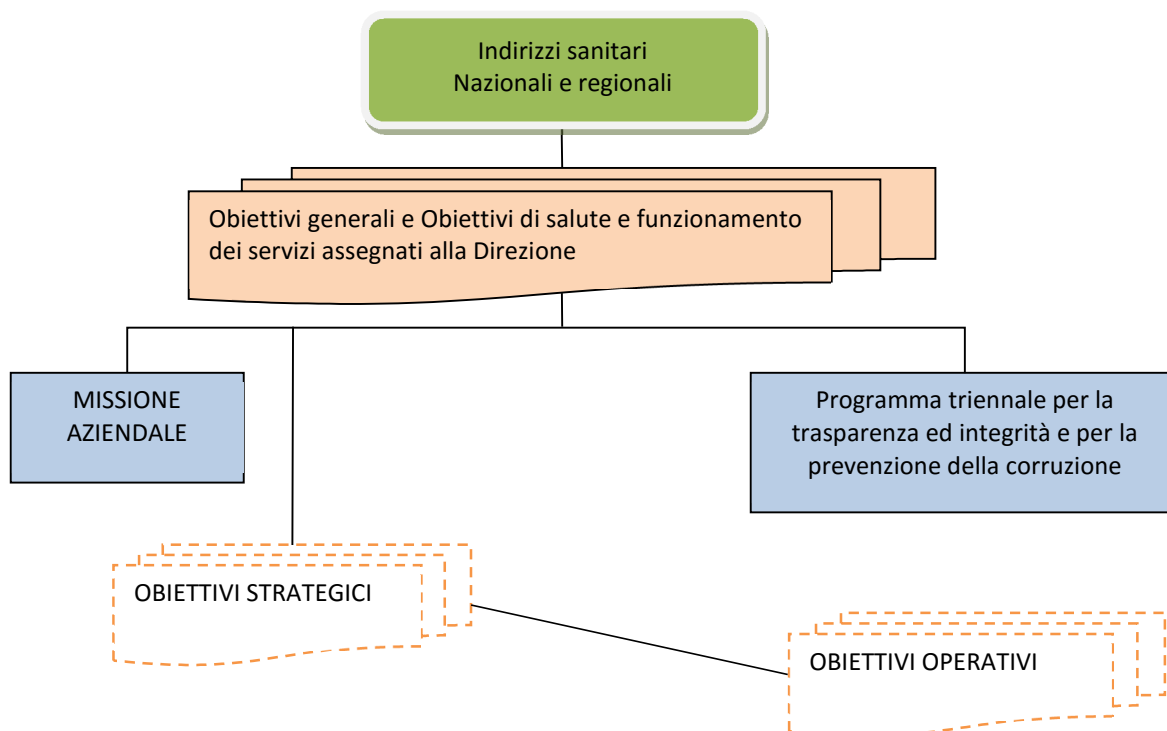 Indirizzi sanitari
Nazionali e regionali
Obiettivi generali e Obiettivi di salute e funzionamento
dei servizi assegnati alla Direzione
MISSIONE
AZIENDALE
Programma triennale per la
trasparenza ed integrità e per la
prevenzione della corruzione
OBIETTIVI STRATEGICI
OBIETTIVI OPERATIVI